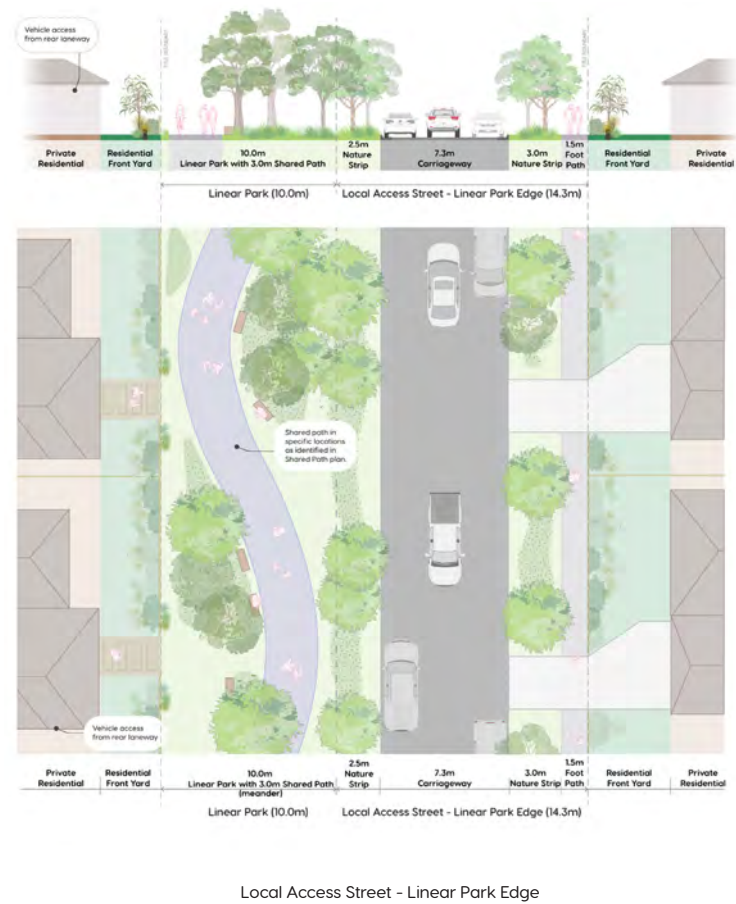 Vehicle access
from rear laneway
Private
Residential
Residential
Front Yard
10.0m
Linear Park with 3.0m Shared Path
2.5m
Nature
Strip
7.3m
Carriageway
3.0m
Nature Strip
1.5m
Foot
Path
Residential
Front Yard
Private
Residential
Linear Park (10.0m)
Local Access Street - Linear Park Edge (14.3m)
Shared path in
specific locations
as identified in
Shared Path plan.
Vehicle access
from rear laneway
Private
Residential
Residential
Front Yard
10.0m
Linear Park with 3.0m Shared Path
(meander)
2.5m
Nature
Strip
7.3m
Carriageway
3.0m
Nature Strip
1.5m
Foot
Path
Residential
Front Yard
Private
Residential
Linear Park (10.0m)
Local Access Street - Linear Park Edge (14.3m)
Local Access Street - Linear Park Edge